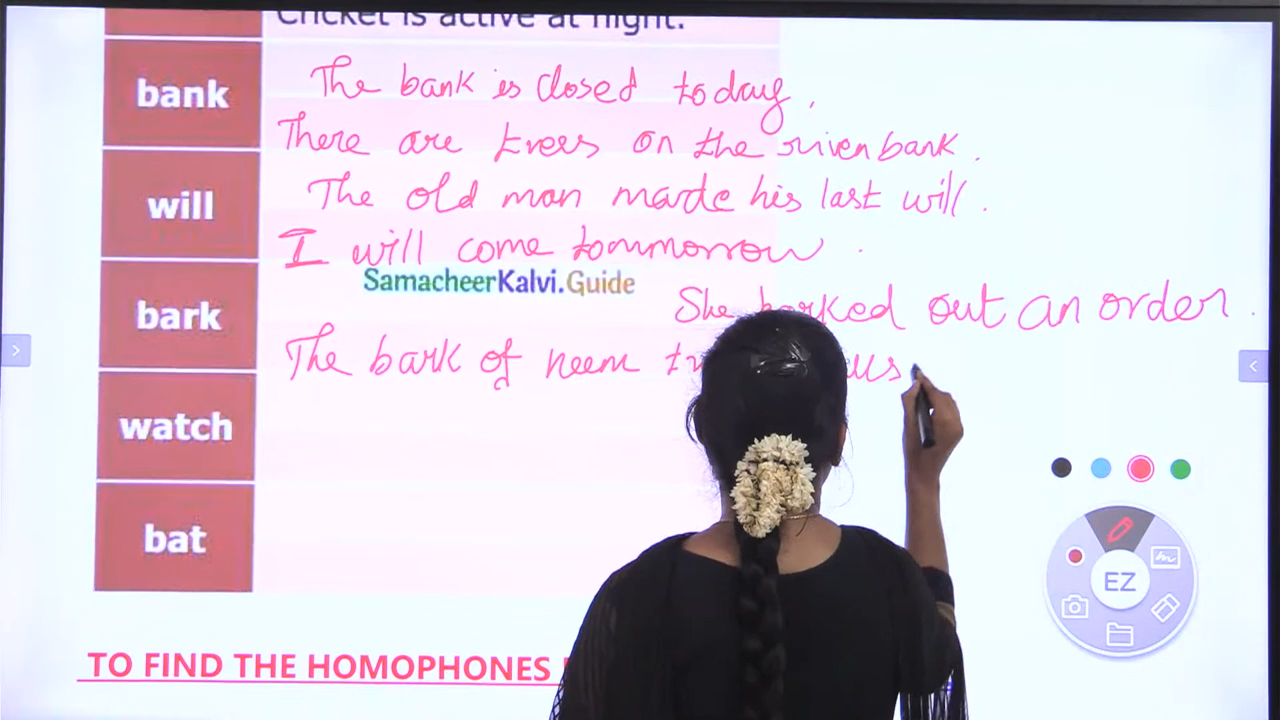 Cricket is active at night.
bank
The bank is closed today.
There are trees on the riverbank.
will
The old man made his last will.
I will come tommorrow.
SamacheerKalvi.Guide
bark
She barked out an order.
The bark of neem
watch
bat
EZ
TO FIND THE HOMOPHONES